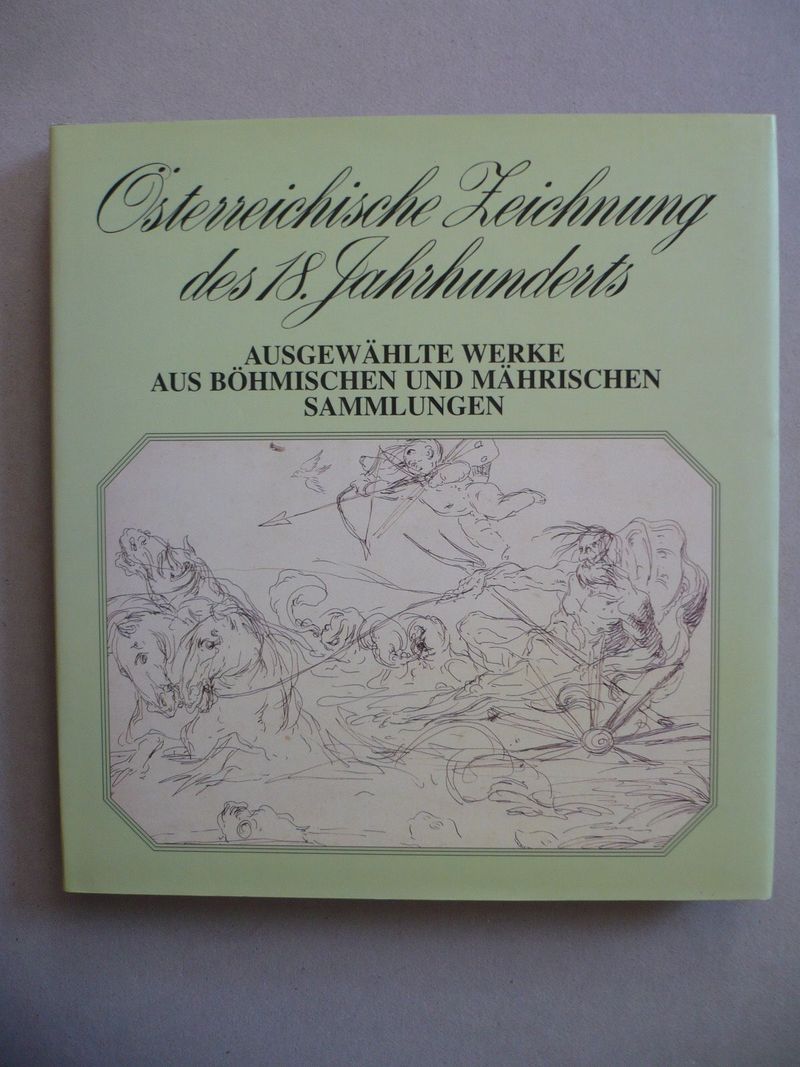 Österreichische Zeichnung
des 18. Jahrhunderts
AUSGEWÄHLTE WERKE
AUS BÖHMISCHEN UND MÄHRISCHEN
SAMMLUNGEN